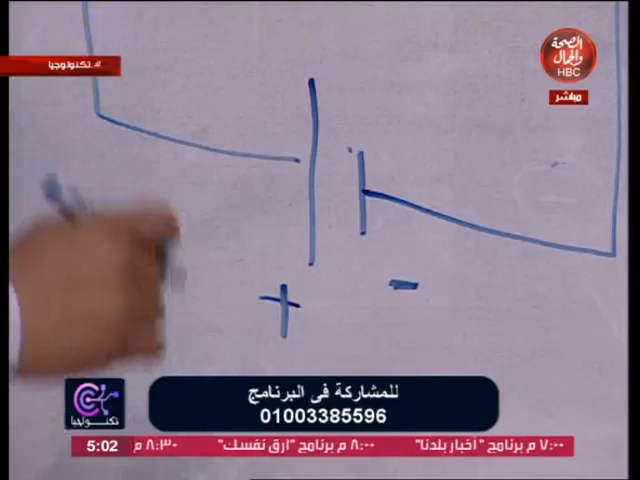 #تكنولوجيا
الصحة
والجمال
HBC
مباشر
+ -
للمشاركة فى البرنامج
01003385596
تكنولوجيا
5:02
٧:٠٠ م برنامج "أخبار بلدنا" ٨:٠٠ م برنامج "ارق نفسك" ٨:٣٠ م